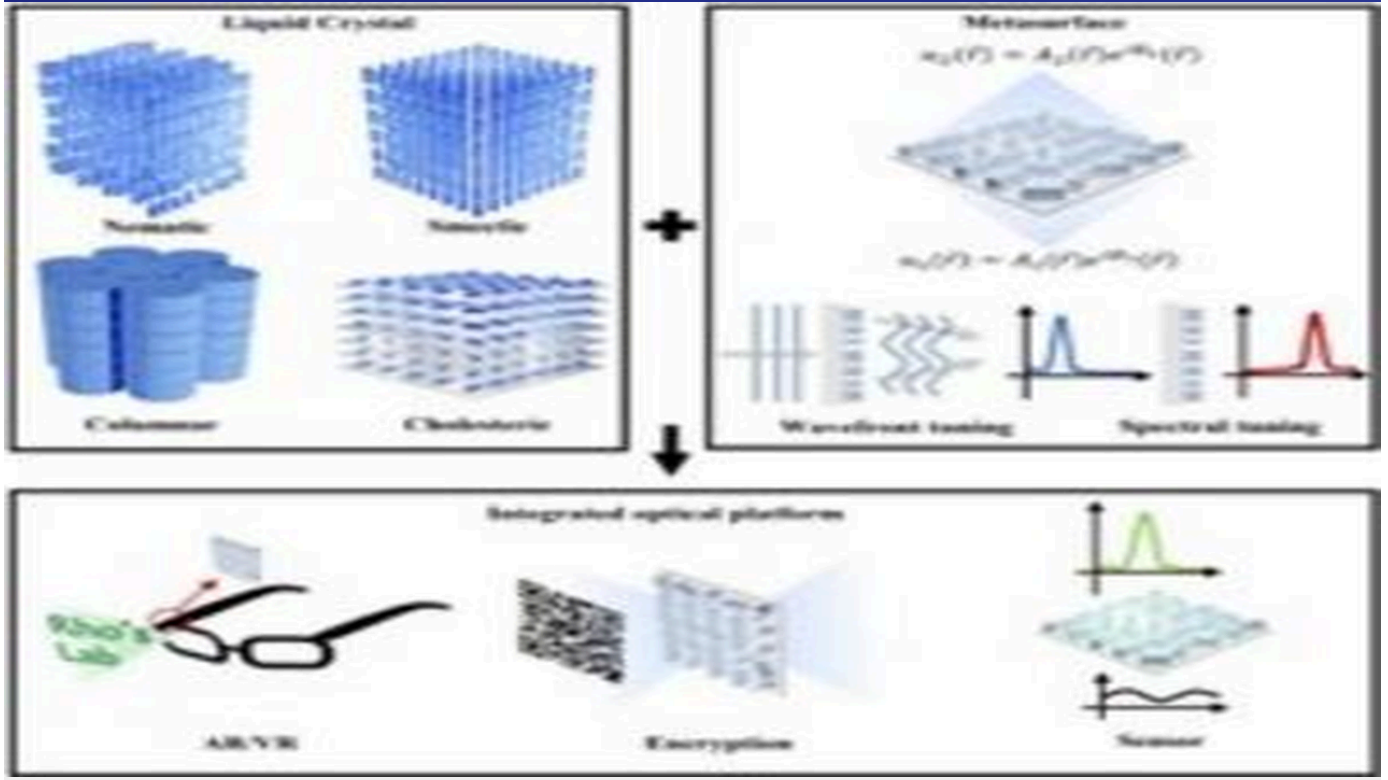 Liquid Crystal
Nematic
Smectic
Columnar
Cholesteric
Metasurface
Wavefront tuning
Spectral tuning
Integrated optical platform
Lab
AR/VR
Encryption
Sensor